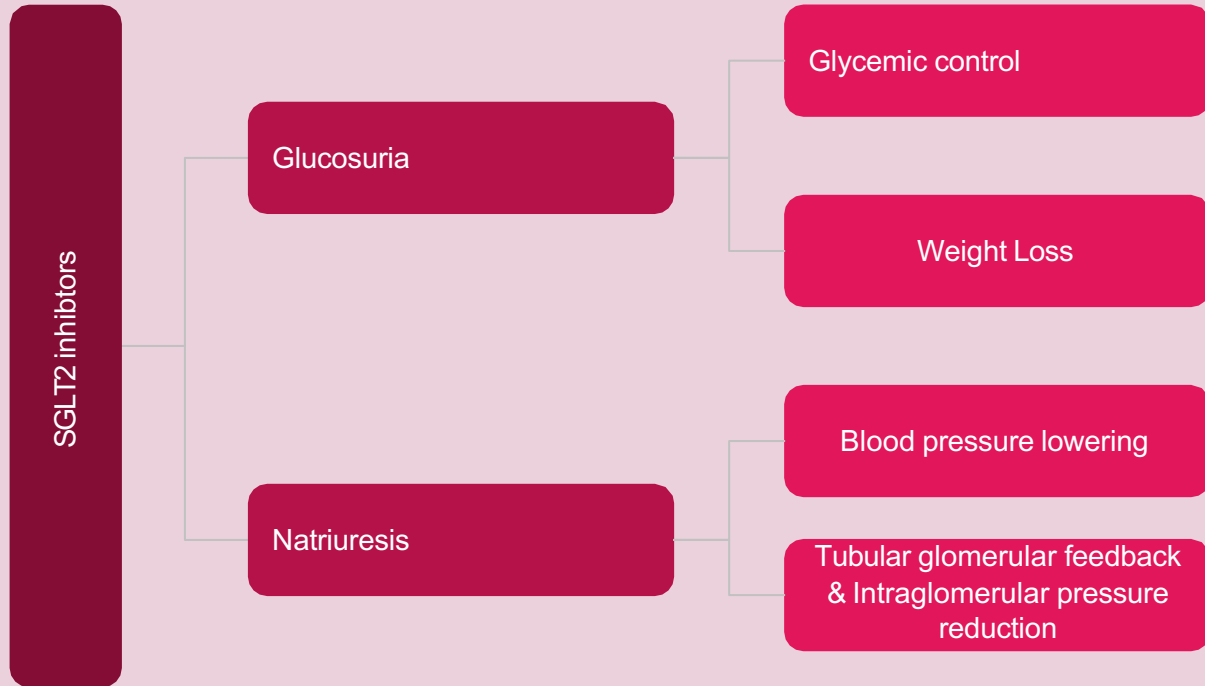 SGLT2 inhibtors
Glucosuria
Glycemic control
Weight Loss
Natriuresis
Blood pressure lowering
Tubular glomerular feedback
& Intraglomerular pressure
reduction